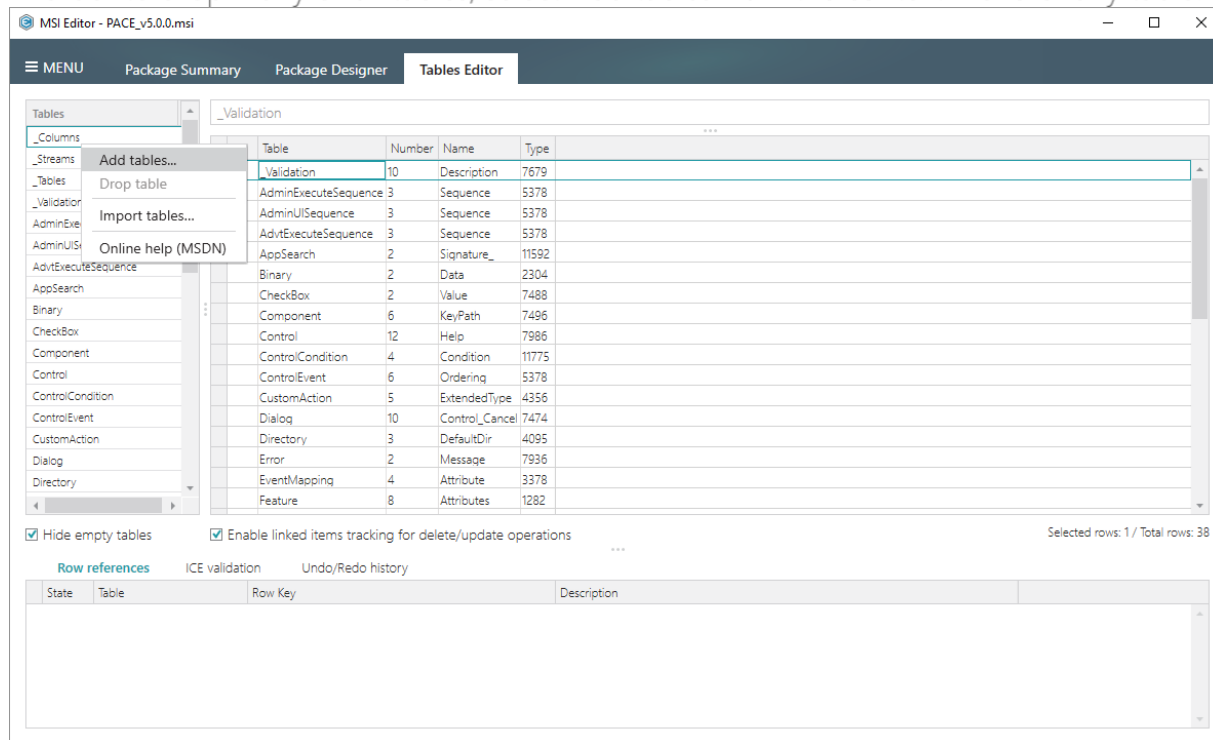 MSI Editor - PACE_v5.0.0.msi
MENU Package Summary Package Designer Tables Editor
Tables
_Columns
_Streams
_Tables
_Validation
AdminExe
AdminUISe
AdvtExecuteSequence
AppSearch
Binary
CheckBox
Component
Control
ControlCondition
ControlEvent
CustomAction
Dialog
Directory
Add tables...
Drop table
Import tables...
Online help (MSDN)
_Validation
Table Number Name Type
_Validation 10 Description 7679
AdminExecuteSequence 3 Sequence 5378
AdminUISequence 3 Sequence 5378
AdvtExecuteSequence 3 Sequence 5378
AppSearch 2 Signature_ 11592
Binary 2 Data 2304
CheckBox 2 Value 7488
Component 6 KeyPath 7496
Control 12 Help 7986
ControlCondition 4 Condition 11775
ControlEvent 6 Ordering 5378
CustomAction 5 ExtendedType 4356
Dialog 10 Control_Cancel 7474
Directory 3 DefaultDir 4095
Error 2 Message 7936
EventMapping 4 Attribute 3378
Feature 8 Attributes 1282
Hide empty tables Enable linked items tracking for delete/update operations Selected rows: 1 / Total rows: 38
Row references ICE validation Undo/Redo history
State Table Row Key Description